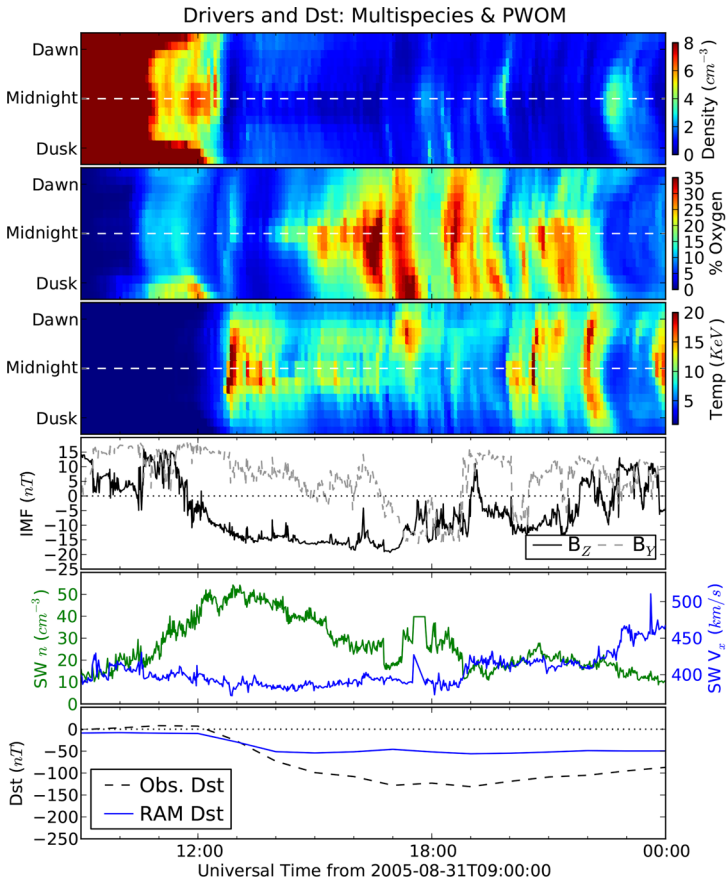 Drivers and Dst: Multispecies & PWOM
Dawn
Midnight
Dusk
8
6
4
2
0
Density (cm⁻³)
Dawn
Midnight
Dusk
35
30
25
20
15
10
5
0
% Oxygen
Dawn
Midnight
Dusk
20
15
10
5
Temp (KeV)
IMF (nT)
15
10
5
0
−5
−10
−15
−20
−25
B_Z B_Y
SW n (cm⁻³)
50
40
30
20
10
0
500
450
400
SW V_x (km/s)
Dst (nT)
0
−50
−100
−150
−200
−250
Obs. Dst
RAM Dst
12:00 18:00 00:00
Universal Time from 2005-08-31T09:00:00